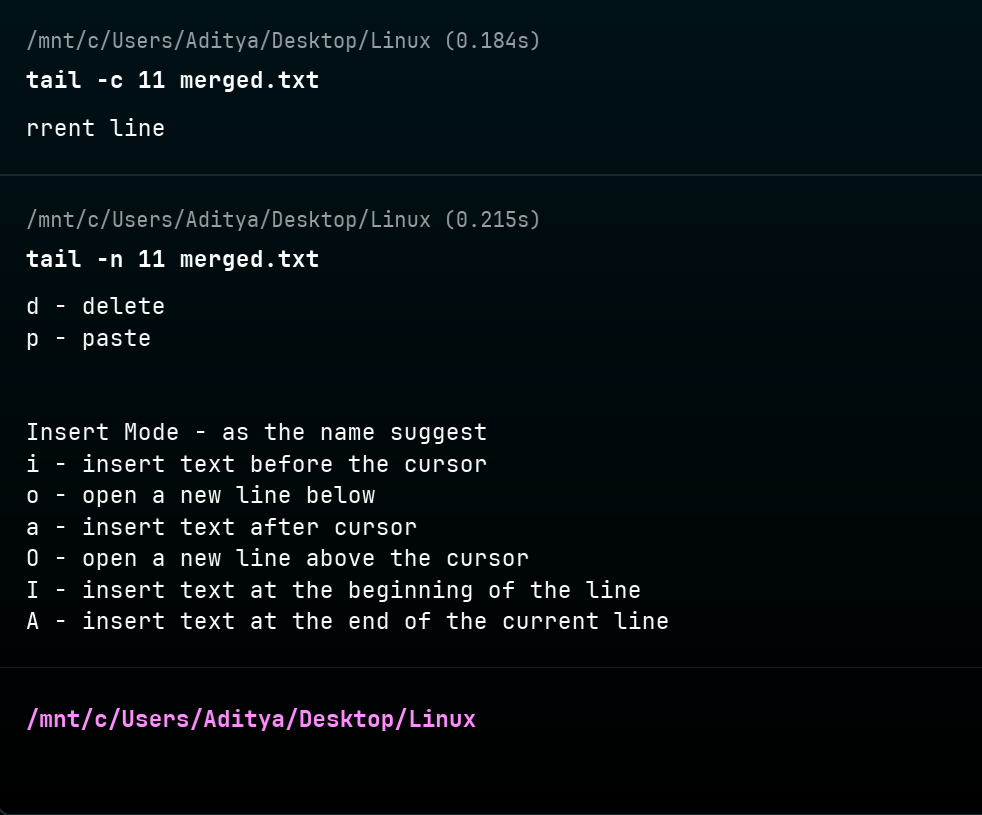 /mnt/c/Users/Aditya/Desktop/Linux (0.184s)
tail -c 11 merged.txt
rrent line
/mnt/c/Users/Aditya/Desktop/Linux (0.215s)
tail -n 11 merged.txt
d - delete
p - paste
Insert Mode - as the name suggest
i - insert text before the cursor
o - open a new line below
a - insert text after cursor
O - open a new line above the cursor
I - insert text at the beginning of the line
A - insert text at the end of the current line
/mnt/c/Users/Aditya/Desktop/Linux